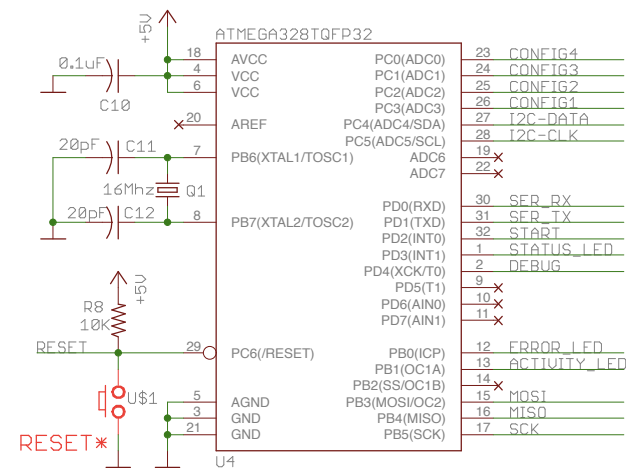 ATMEGA328TQFP32
+5V
18 AVCC PC0(ADC0) 23 CONFIG4
0.1uF 4 VCC PC1(ADC1) 24 CONFIG3
C10 6 VCC PC2(ADC2) 25 CONFIG2
PC3(ADC3) 26 CONFIG1
20 AREF PC4(ADC4/SDA) 27 I2C-DATA
PC5(ADC5/SCL) 28 I2C-CLK
20pF C11 7 PB6(XTAL1/TOSC1) ADC6 19
ADC7 22
16Mhz Q1
PD0(RXD) 30 SER_RX
20pF C12 8 PB7(XTAL2/TOSC2) PD1(TXD) 31 SER_TX
PD2(INT0) 32 START
PD3(INT1) 1 STATUS_LED
PD4(XCK/T0) 2 DEBUG
+5V PD5(T1) 9
R8 PD6(AIN0) 10
10K PD7(AIN1) 11
RESET 29 PC6(/RESET) PB0(ICP) 12 ERROR_LED
PB1(OC1A) 13 ACTIVITY_LED
PB2(SS/OC1B) 14
U$1 5 AGND PB3(MOSI/OC2) 15 MOSI
3 GND PB4(MISO) 16 MISO
RESET* 21 GND PB5(SCK) 17 SCK
U4